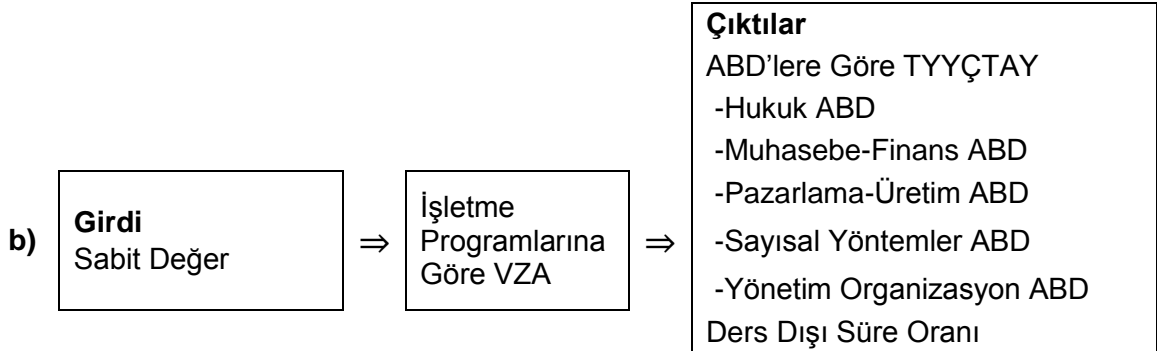 b)
Girdi
Sabit Değer
⇒
İşletme
Programlarına
Göre VZA
⇒
Çıktılar
ABD’lere Göre TYYÇTAY
-Hukuk ABD
-Muhasebe-Finans ABD
-Pazarlama-Üretim ABD
-Sayısal Yöntemler ABD
-Yönetim Organizasyon ABD
Ders Dışı Süre Oranı